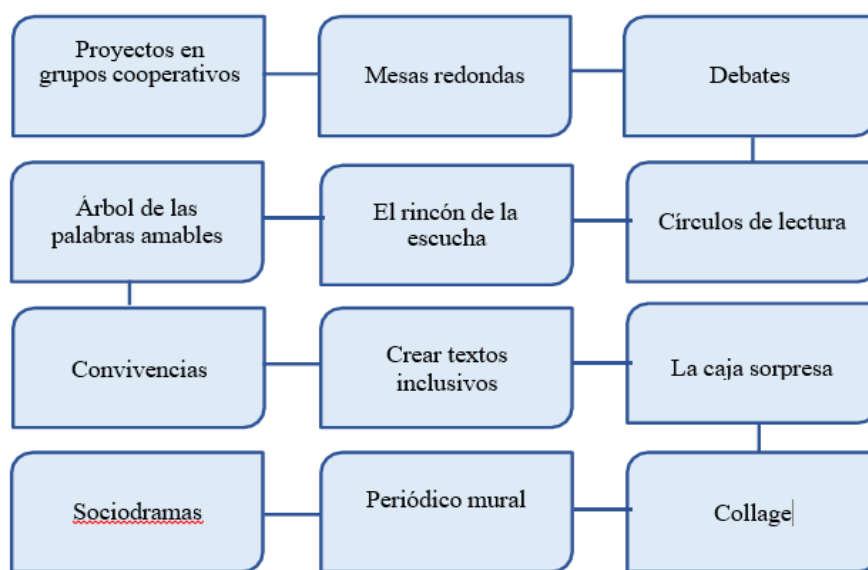 Proyectos en
grupos cooperativos
Mesas redondas
Debates
Árbol de las
palabras amables
El rincón de la
escucha
Círculos de lectura
Convivencias
Crear textos
inclusivos
La caja sorpresa
Sociodramas
Periódico mural
Collage